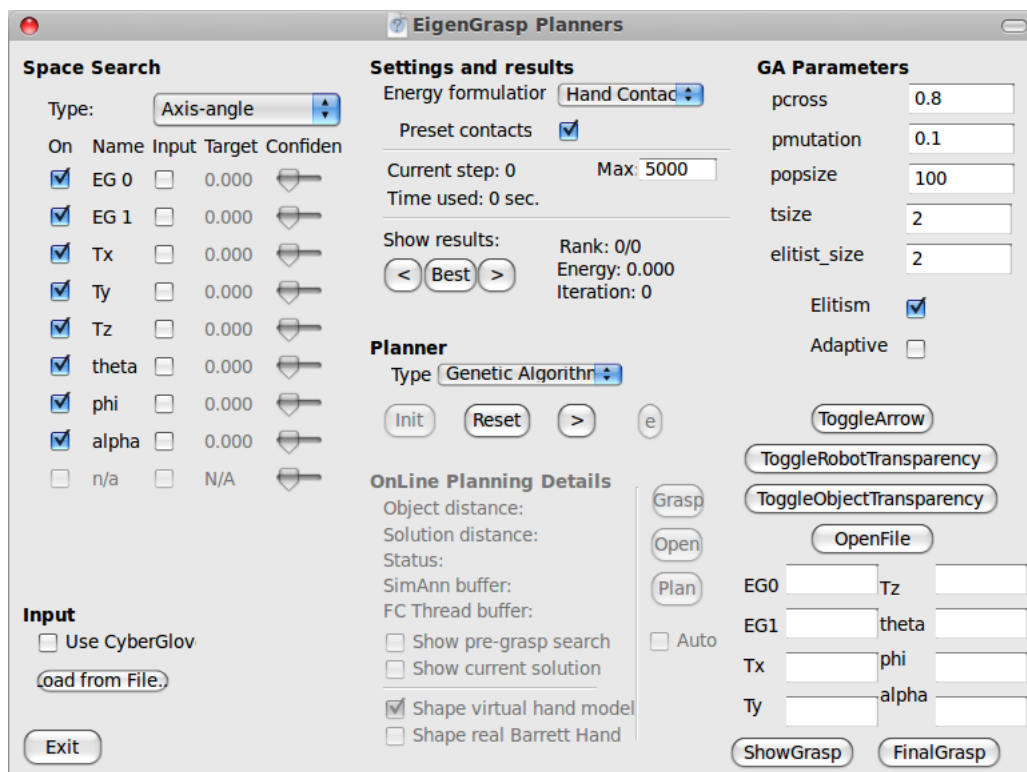 EigenGrasp Planners
Space Search
Type: Axis-angle
On Name Input Target Confiden
EG 0 0.000
EG 1 0.000
Tx 0.000
Ty 0.000
Tz 0.000
theta 0.000
phi 0.000
alpha 0.000
n/a N/A
Input
Use CyberGlov
oad from File..
Exit
Settings and results
Energy formulation Hand Contac
Preset contacts
Current step: 0 Max: 5000
Time used: 0 sec.
Show results:
< Best >
Rank: 0/0
Energy: 0.000
Iteration: 0
Planner
Type Genetic Algorithm
Init Reset > e
OnLine Planning Details
Object distance:
Solution distance:
Status:
SimAnn buffer:
FC Thread buffer:
Show pre-grasp search
Show current solution
Shape virtual hand model
Shape real Barrett Hand
Grasp
Open
Plan
Auto
GA Parameters
pcross 0.8
pmutation 0.1
popsize 100
tsize 2
elitist_size 2
Elitism
Adaptive
ToggleArrow
ToggleRobotTransparency
ToggleObjectTransparency
OpenFile
EG0 Tz
EG1 theta
Tx phi
Ty alpha
ShowGrasp FinalGrasp